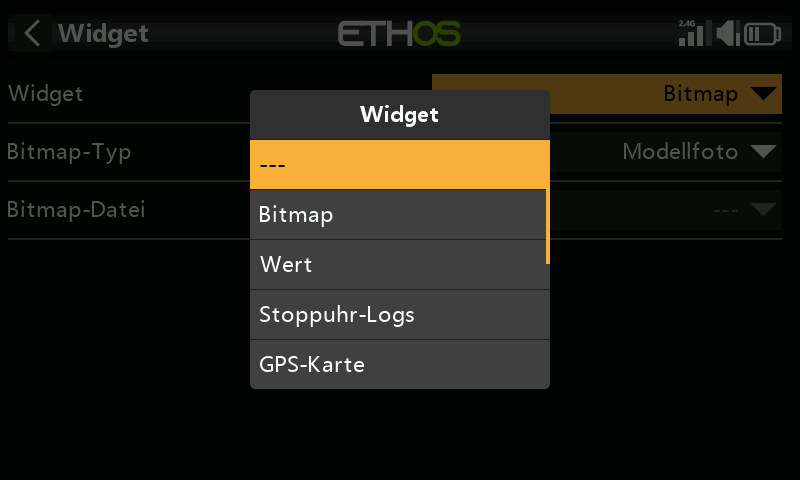 Widget
ETHOS
2.4G
Widget
Bitmap
Bitmap-Typ
Modellfoto
Bitmap-Datei
---
Widget
---
Bitmap
Wert
Stoppuhr-Logs
GPS-Karte